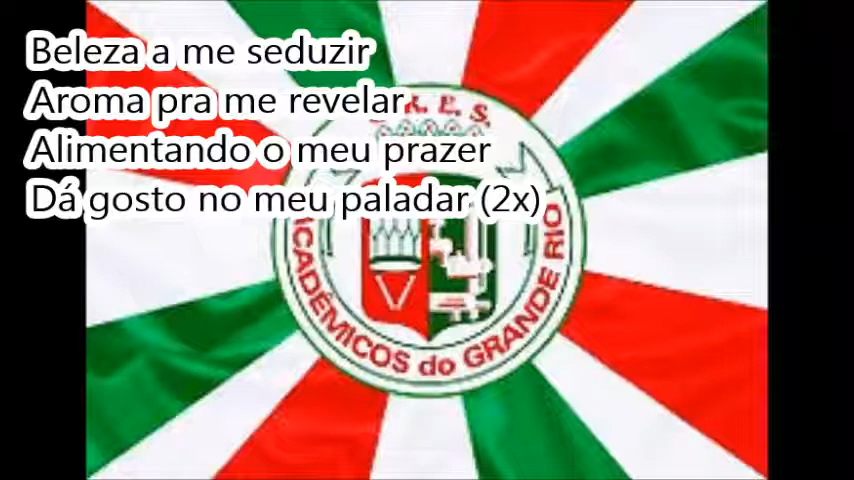 Beleza a me seduzir
Aroma pra me revelar
Alimentando o meu prazer
Dá gosto no meu paladar (2x)
R. E. S.
ACADÊMICOS do GRANDE RIO